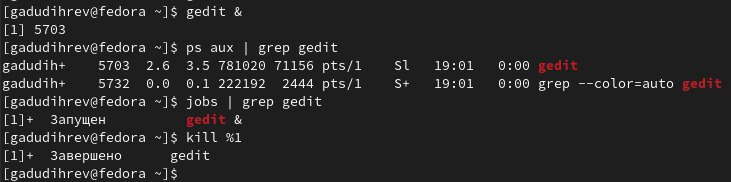 [gadudihrev@fedora ~]$ gedit &
[1] 5703
[gadudihrev@fedora ~]$ ps aux | grep gedit
gadudih+    5703  2.6  3.5 781020 71156 pts/1    Sl   19:01   0:00 gedit
gadudih+    5732  0.0  0.1 222192  2444 pts/1    S+   19:01   0:00 grep --color=auto gedit
[gadudihrev@fedora ~]$ jobs | grep gedit
[1]+  Запущен          gedit &
[gadudihrev@fedora ~]$ kill %1
[1]+  Завершено      gedit
[gadudihrev@fedora ~]$